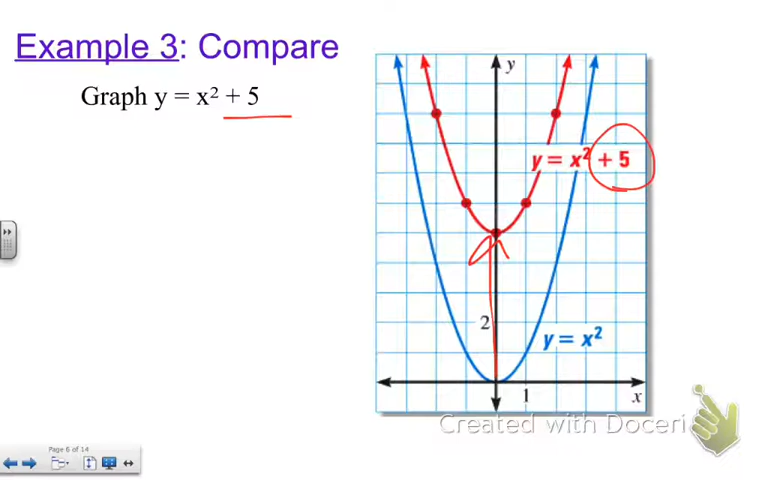 Example 3: Compare
Graph y = x² + 5
y
y = x² + 5
2
y = x²
1
x
Created with Doceri
Page 6 of 14